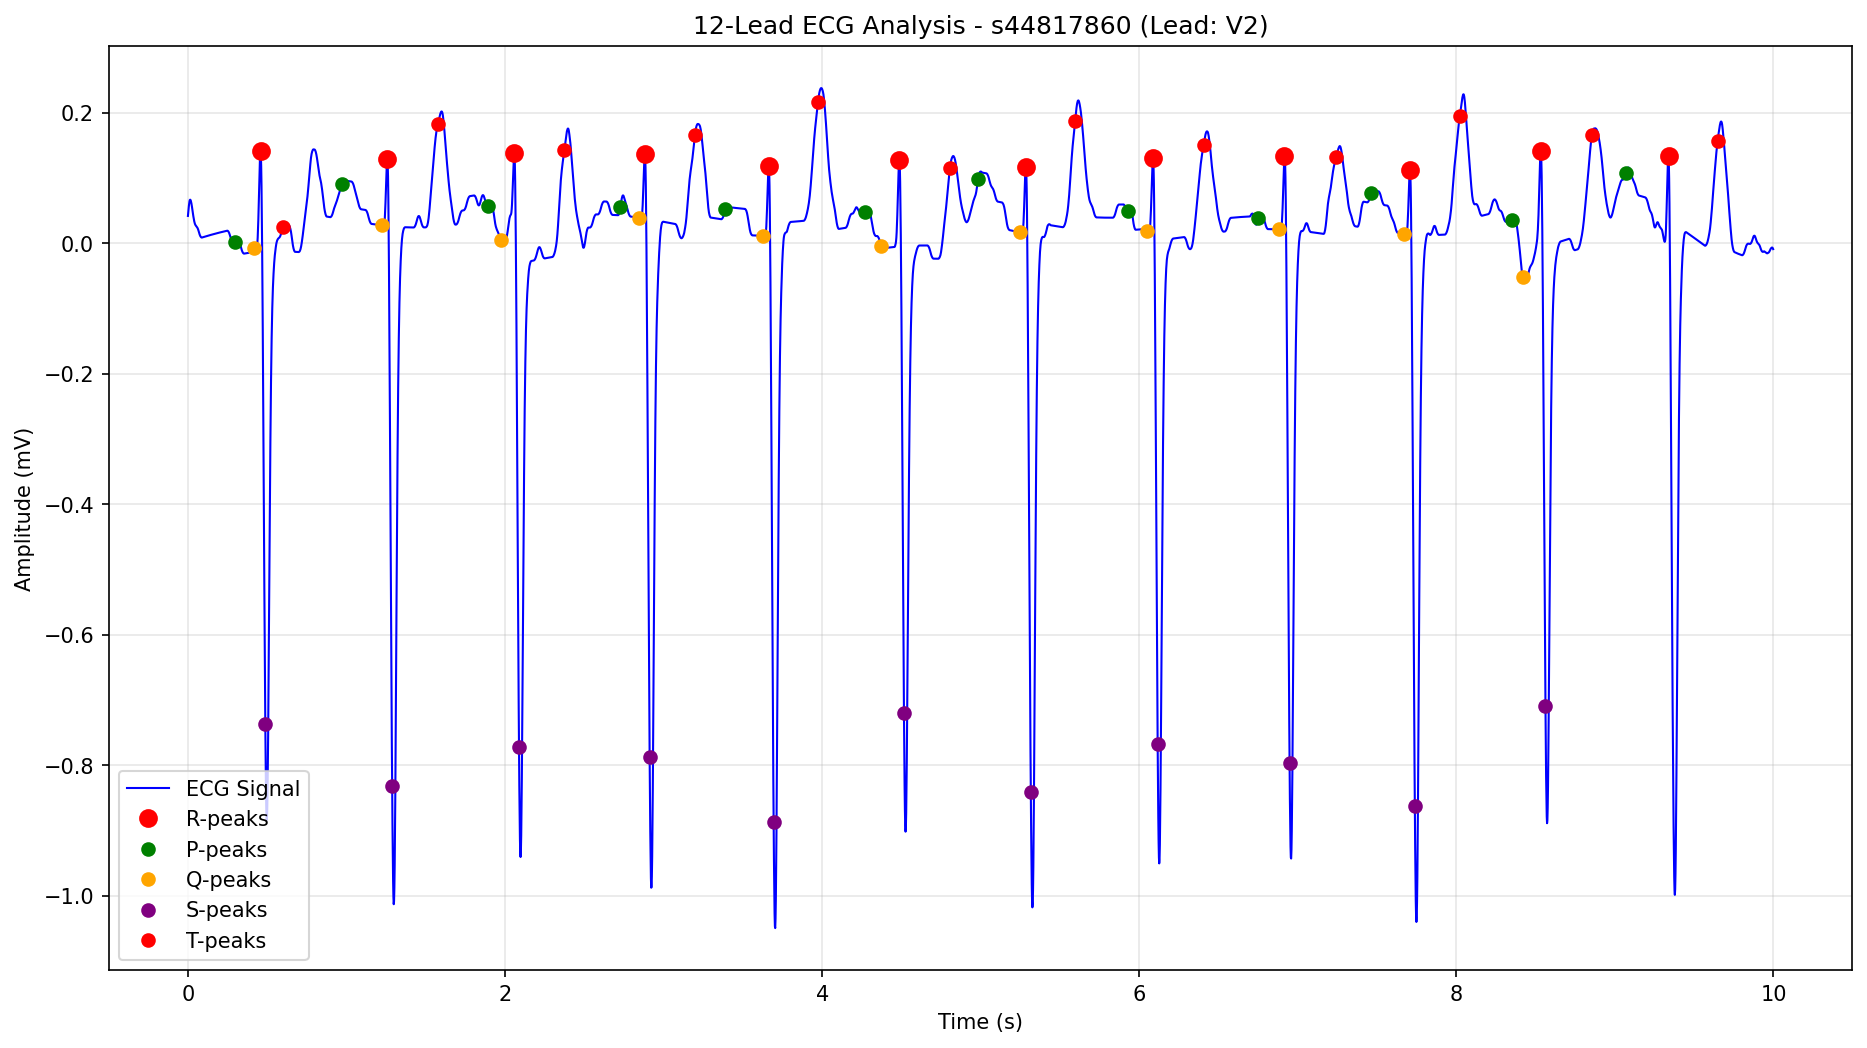 12-Lead ECG Analysis - s44817860 (Lead: V2)
0.2
0.0
−0.2
−0.4
−0.6
−0.8
−1.0
Amplitude (mV)
ECG Signal
R-peaks
P-peaks
Q-peaks
S-peaks
T-peaks
0 2 4 6 8 10
Time (s)